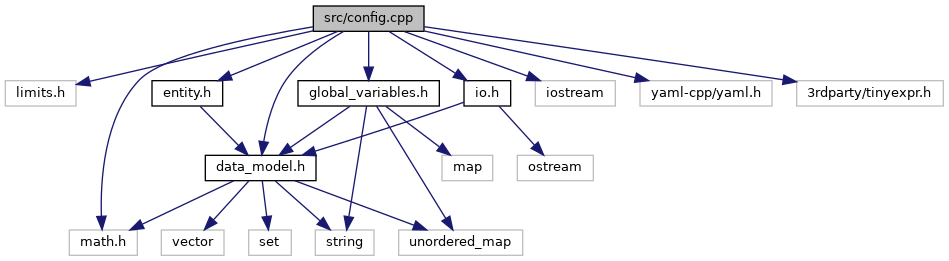 src/config.cpp
limits.h
entity.h
global_variables.h
io.h
iostream
yaml-cpp/yaml.h
3rdparty/tinyexpr.h
data_model.h
map
ostream
math.h
vector
set
string
unordered_map